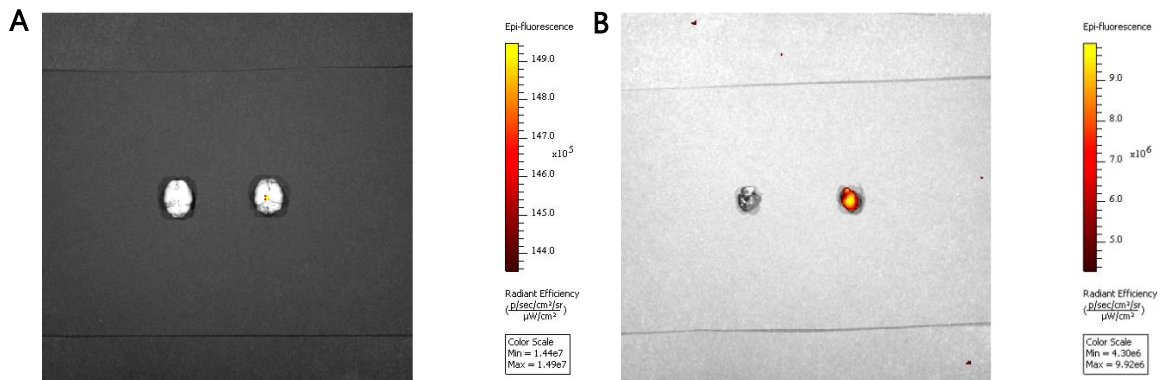 A
Epi-fluorescence
149.0
148.0
147.0
x10⁵
146.0
145.0
144.0
Radiant Efficiency
(p/sec/cm²/sr / µW/cm²)
Color Scale
Min = 1.44e7
Max = 1.49e7
B
Epi-fluorescence
9.0
8.0
7.0
x10⁶
6.0
5.0
Radiant Efficiency
(p/sec/cm²/sr / µW/cm²)
Color Scale
Min = 4.30e6
Max = 9.92e6